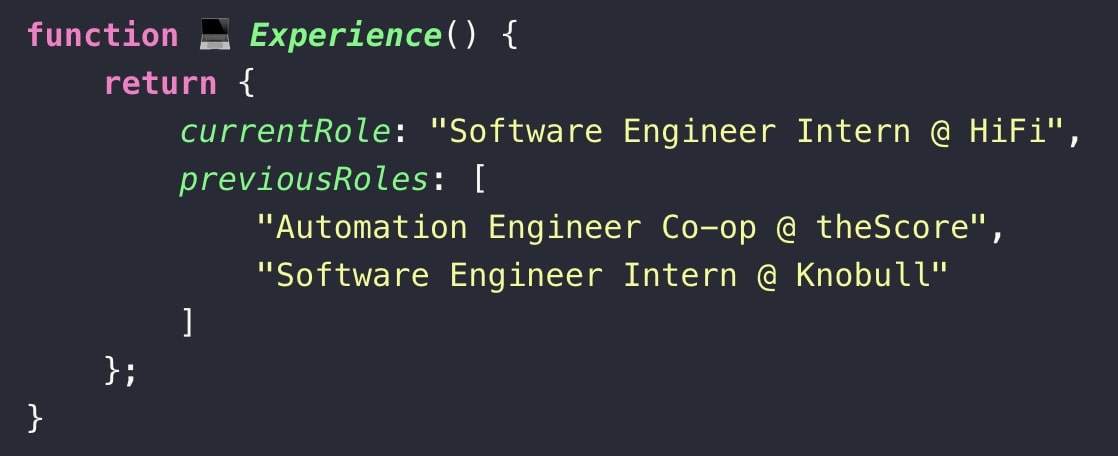 function 💻 Experience() {
    return {
        currentRole: "Software Engineer Intern @ HiFi",
        previousRoles: [
            "Automation Engineer Co-op @ theScore",
            "Software Engineer Intern @ Knobull"
        ]
    };
}